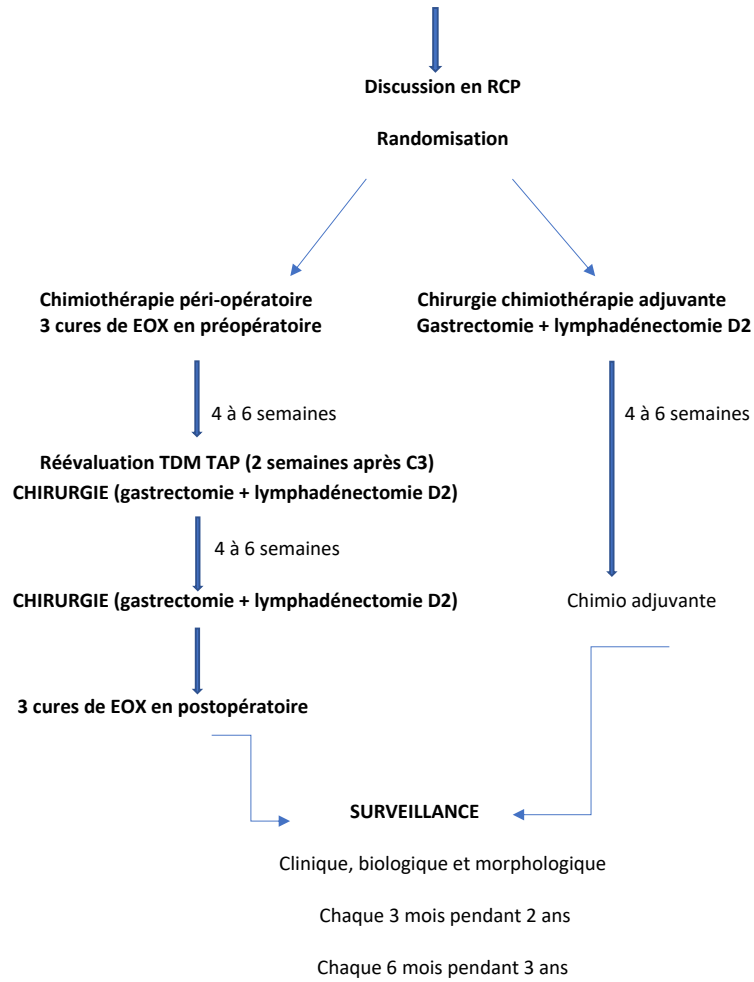 Discussion en RCP
Randomisation
Chimiothérapie péri-opératoire
3 cures de EOX en préopératoire
Chirurgie chimiothérapie adjuvante
Gastrectomie + lymphadénectomie D2
4 à 6 semaines
4 à 6 semaines
Réévaluation TDM TAP (2 semaines après C3)
CHIRURGIE (gastrectomie + lymphadénectomie D2)
4 à 6 semaines
CHIRURGIE (gastrectomie + lymphadénectomie D2)
Chimio adjuvante
3 cures de EOX en postopératoire
SURVEILLANCE
Clinique, biologique et morphologique
Chaque 3 mois pendant 2 ans
Chaque 6 mois pendant 3 ans